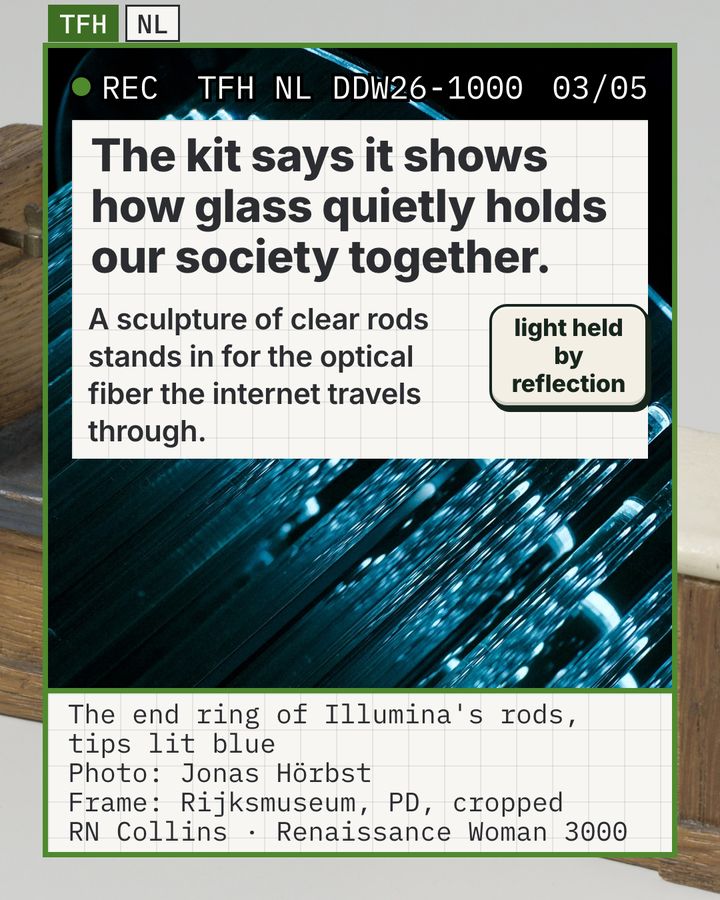 TFH NL
REC TFH NL DDW26-1000 03/05
The kit says it shows
how glass quietly holds
our society together.
A sculpture of clear rods
stands in for the optical
fiber the internet travels
through.
light held
by
reflection
The end ring of Illumina's rods,
tips lit blue
Photo: Jonas Hörbst
Frame: Rijksmuseum, PD, cropped
RN Collins · Renaissance Woman 3000